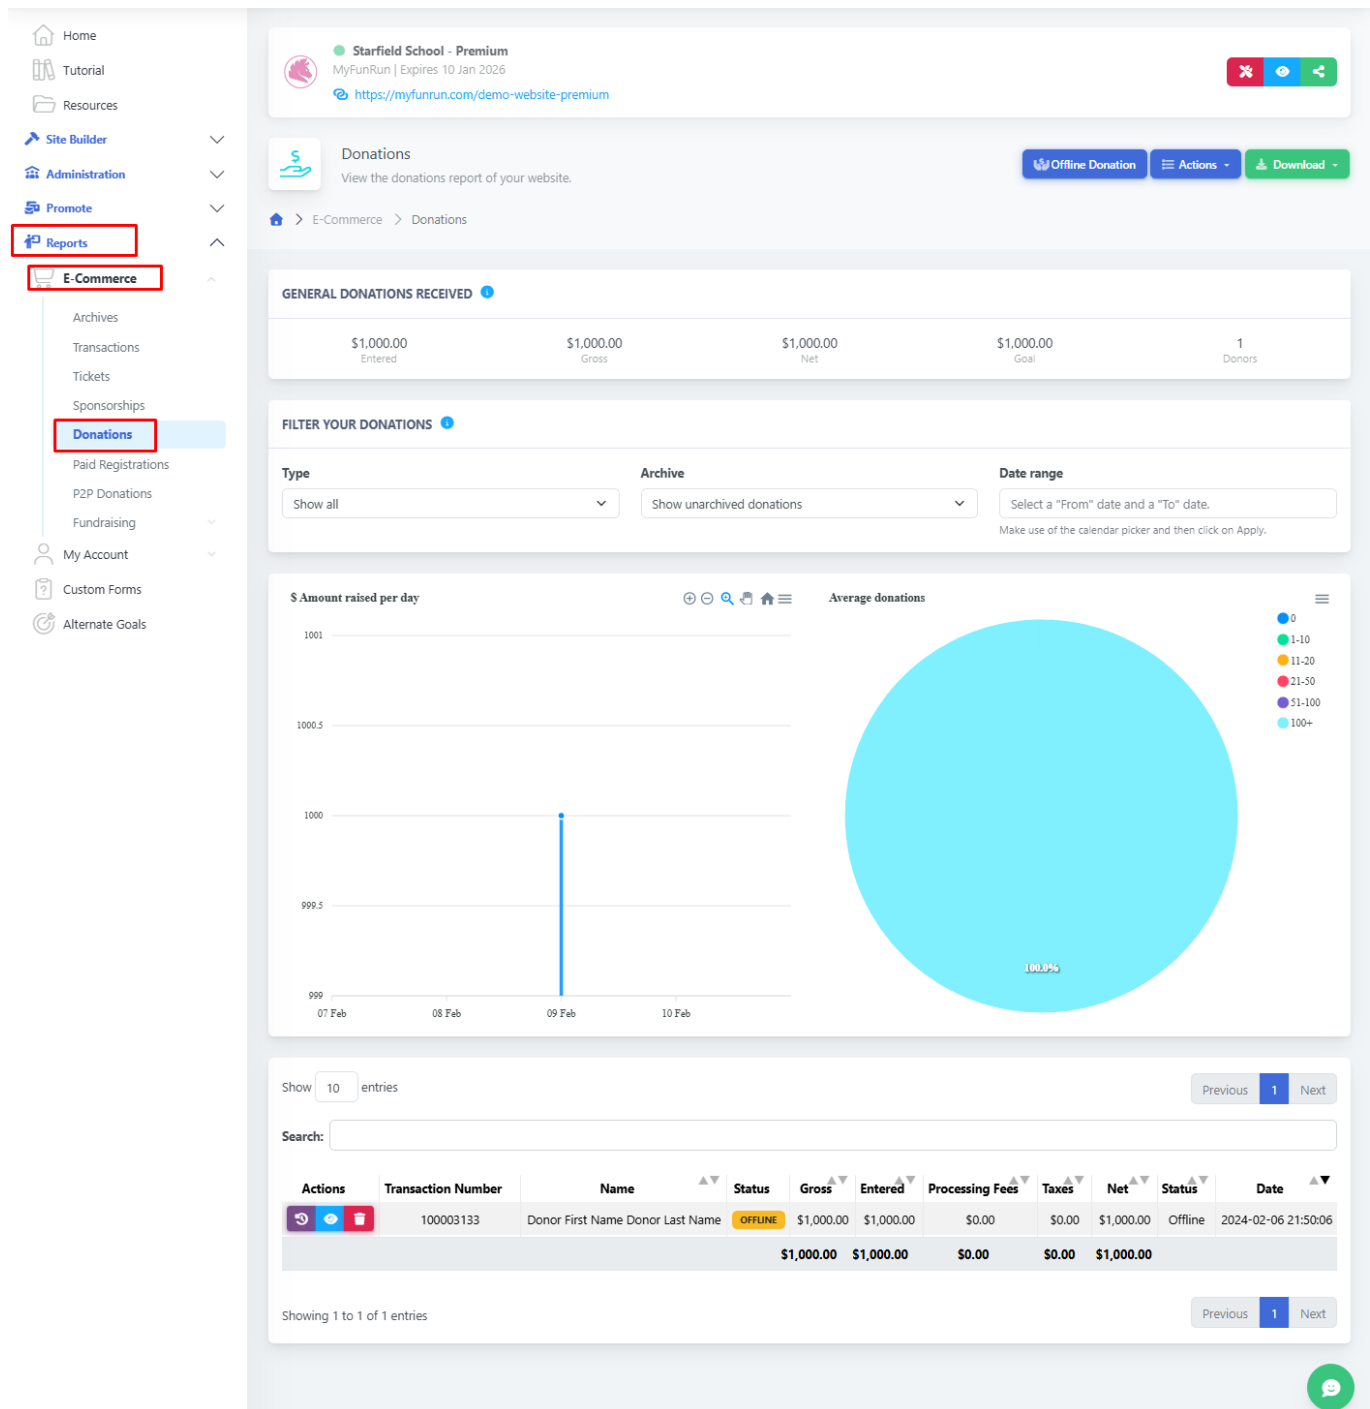 Home
Tutorial
Resources
Site Builder
Administration
Promote
Reports
E-Commerce
Archives
Transactions
Tickets
Sponsorships
Donations
Paid Registrations
P2P Donations
Fundraising
My Account
Custom Forms
Alternate Goals
Starfield School - Premium
MyFunRun | Expires 10 Jan 2026
https://myfunrun.com/demo-website-premium
Donations
View the donations report of your website.
Offline Donation Actions Download
E-Commerce > Donations
GENERAL DONATIONS RECEIVED
$1,000.00 $1,000.00 $1,000.00 $1,000.00 1
Entered Gross Net Goal Donors
FILTER YOUR DONATIONS
Type Archive Date range
Show all Show unarchived donations Select a "From" date and a "To" date.
Make use of the calendar picker and then click on Apply.
$ Amount raised per day
1001
1000.5
1000
999.5
999
07 Feb 08 Feb 09 Feb 10 Feb
Average donations
0
1-10
11-20
21-50
51-100
100+
100.0%
Show 10 entries
Previous 1 Next
Search:
Actions Transaction Number Name Status Gross Entered Processing Fees Taxes Net Status Date
100003133 Donor First Name Donor Last Name OFFLINE $1,000.00 $1,000.00 $0.00 $0.00 $1,000.00 Offline 2024-02-06 21:50:06
$1,000.00 $1,000.00 $0.00 $0.00 $1,000.00
Showing 1 to 1 of 1 entries
Previous 1 Next